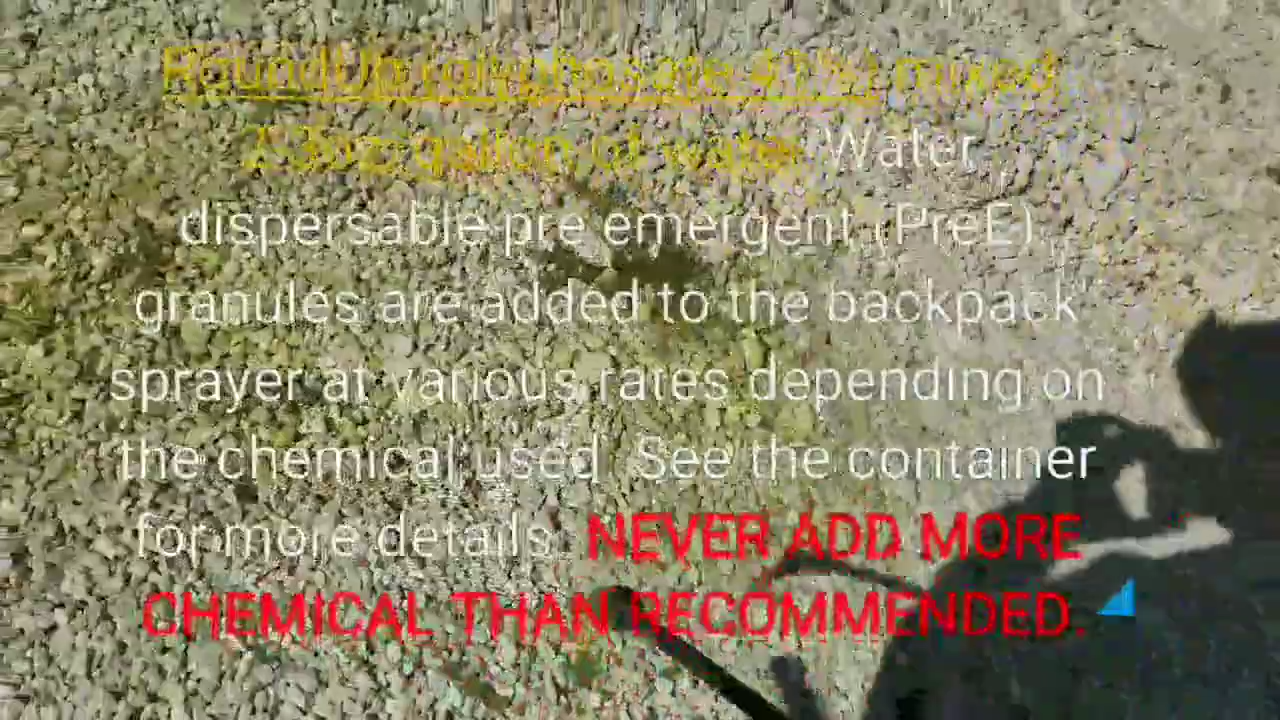 RoundUp (glyphosate 41%) mixed
2.3oz/gallon of water. Water
dispersable pre emergent (PreE)
granules are added to the backpack
sprayer at various rates depending on
the chemical used. See the container
for more details. NEVER ADD MORE
CHEMICAL THAN RECOMMENDED.